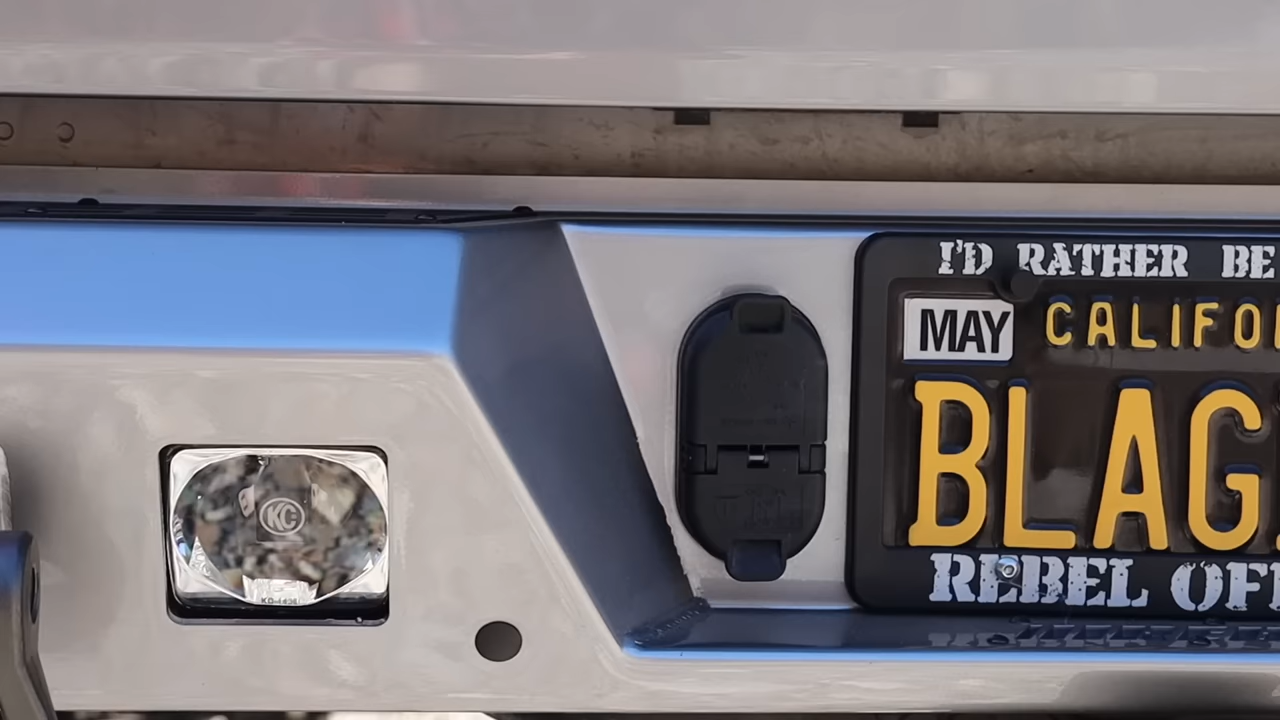 I'D RATHER BE
MAY
CALIFO
BLAG
REBEL OF
KC